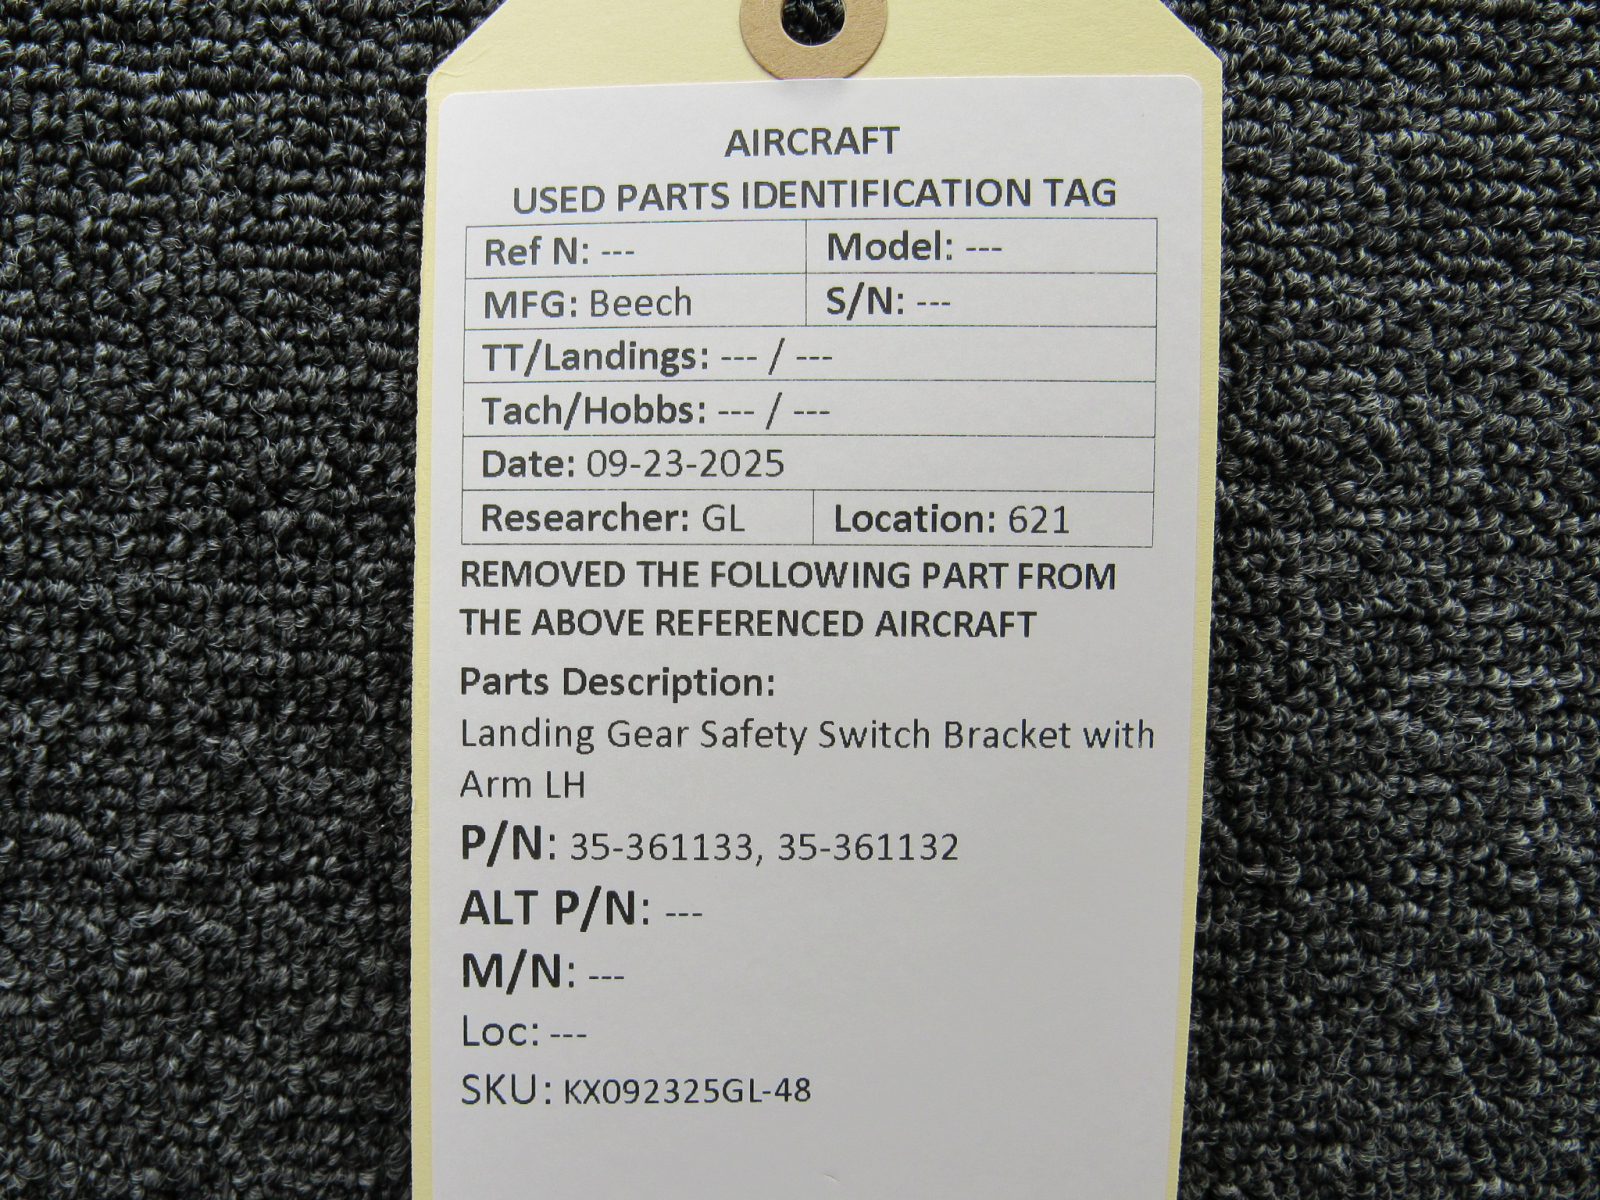 AIRCRAFT
USED PARTS IDENTIFICATION TAG
Ref N: --- Model: ---
MFG: Beech S/N: ---
TT/Landings: --- / ---
Tach/Hobbs: --- / ---
Date: 09-23-2025
Researcher: GL Location: 621
REMOVED THE FOLLOWING PART FROM
THE ABOVE REFERENCED AIRCRAFT
Parts Description:
Landing Gear Safety Switch Bracket with
Arm LH
P/N: 35-361133, 35-361132
ALT P/N: ---
M/N: ---
Loc: ---
SKU: KX092325GL-48